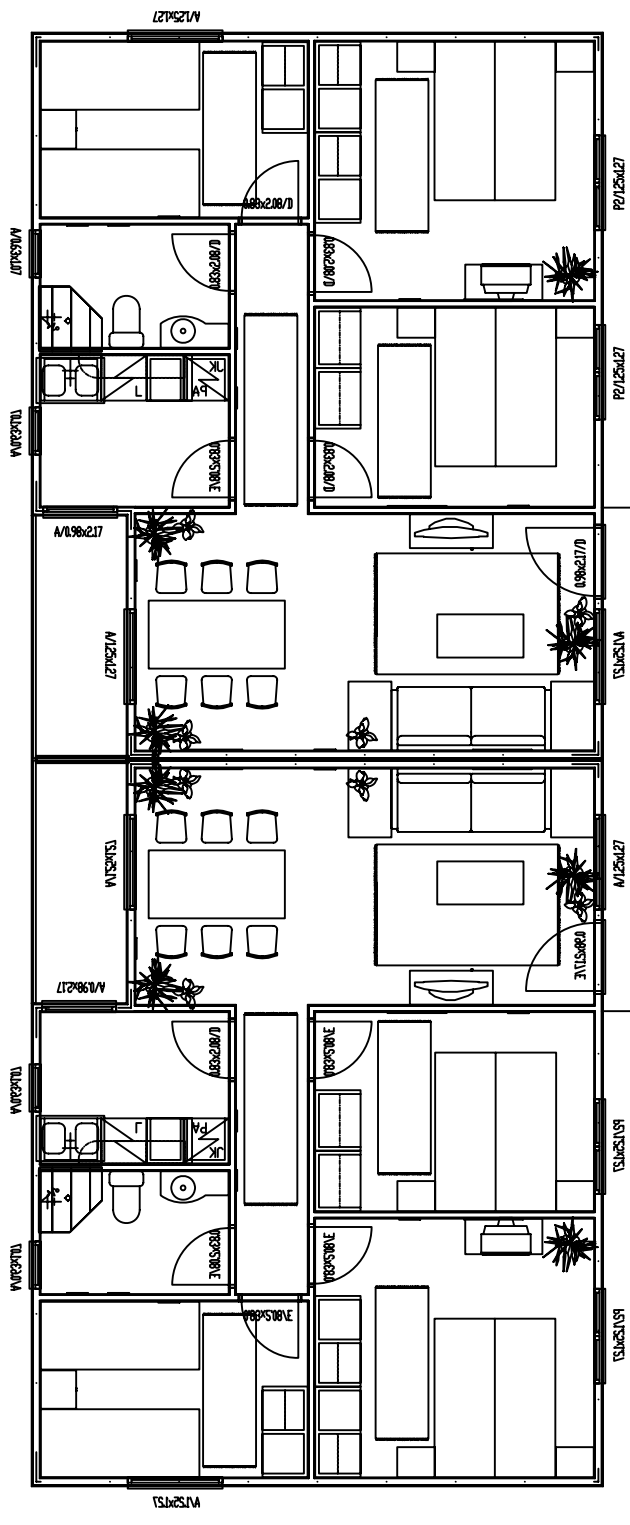 A/1.25x1.27
P2/1.25x1.27
0.88x2.08/D
A/0.63x1.07
0.83x2.08/D
0.83x2.08/D
P2/1.25x1.27
JK
L
PA
A/0.63x1.07
0.83x2.08/E
0.83x2.08/D
A/0.98x2.17
0.98x2.17/D
A/1.25x1.27
A/1.25x1.27
A/1.25x1.27
A/1.25x1.27
0.98x2.17/E
A/0.98x2.17
0.83x2.08/D
0.83x2.08/E
A/0.63x1.07
L
PA
JK
P2/1.25x1.27
0.83x2.08/E
0.83x2.08/E
A/0.63x1.07
0.88x2.08/E
P2/1.25x1.27
A/1.25x1.27